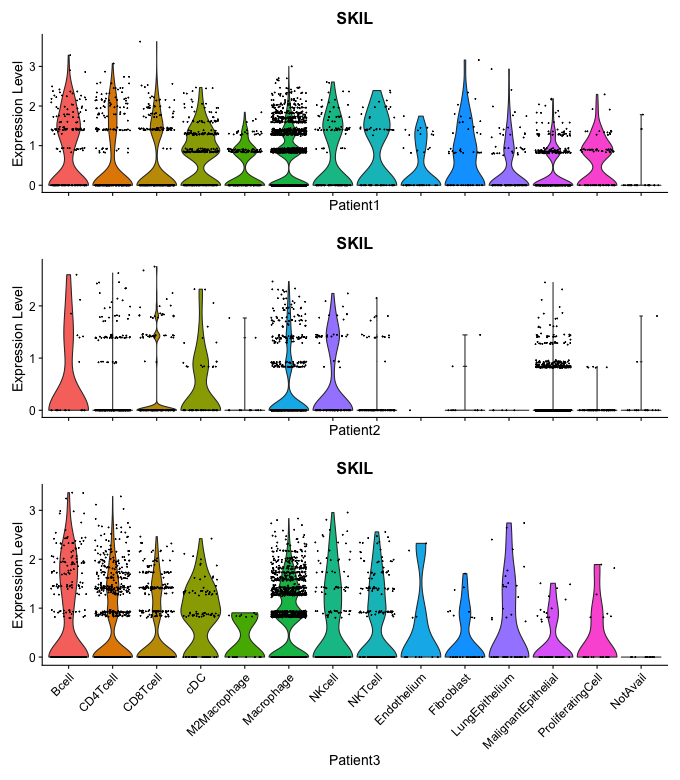 SKIL
Expression Level
3
2
1
0
Patient1
SKIL
Expression Level
2
1
0
Patient2
SKIL
Expression Level
3
2
1
0
Bcell
CD4Tcell
CD8Tcell
cDC
M2Macrophage
Macrophage
NKcell
NKTcell
Endothelium
Fibroblast
LungEpithelium
MalignantEpithelial
ProliferatingCell
NotAvail
Patient3